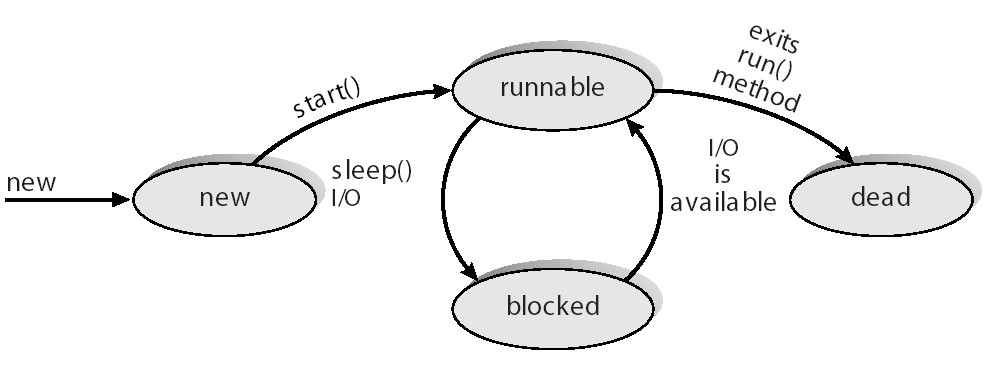 new
new
start()
sleep()
I/O
runnable
blocked
I/O
is
available
exits
run()
method
dead